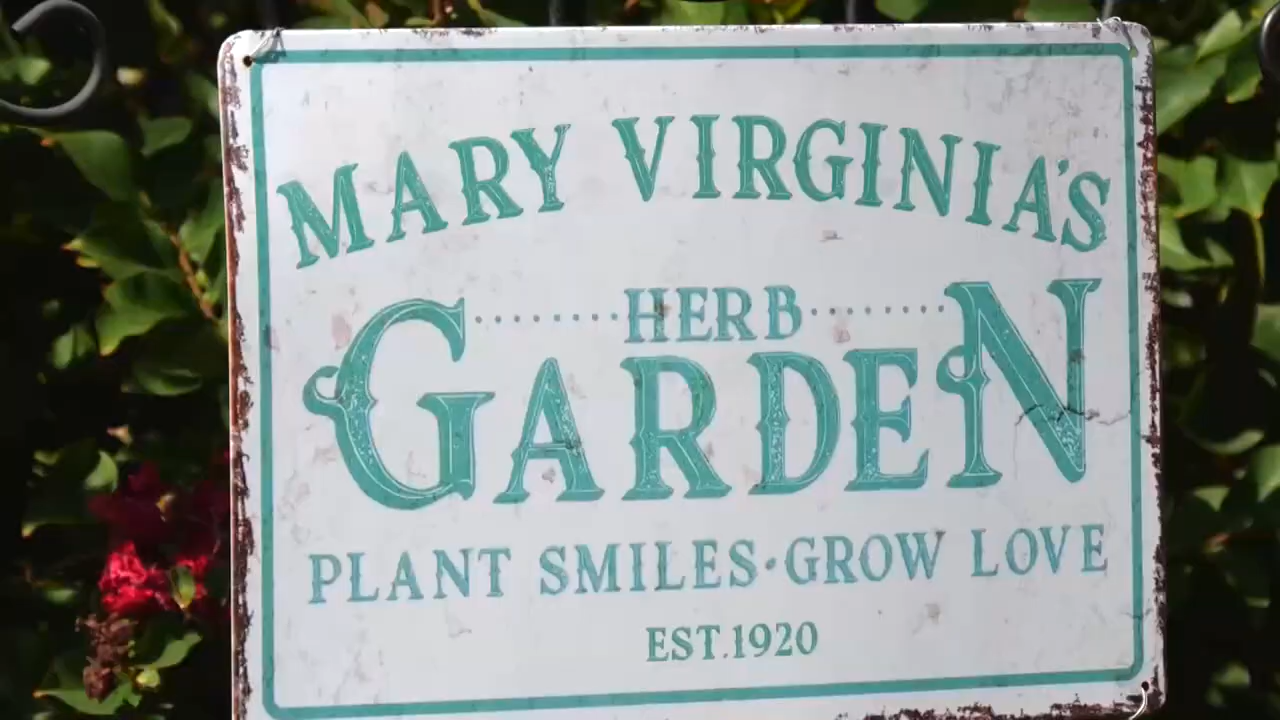 MARY VIRGINIA'S
HERB
GARDEN
PLANT SMILES·GROW LOVE
EST.1920